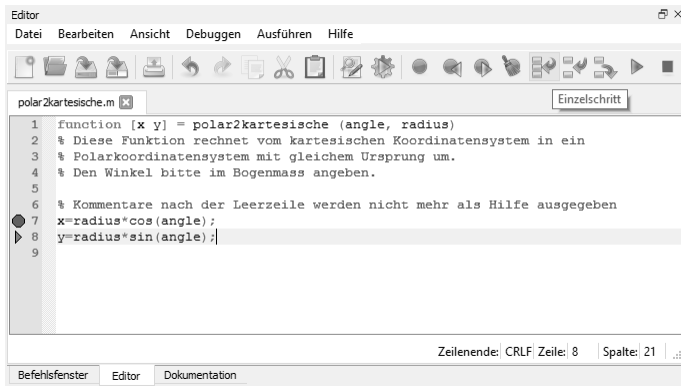 Editor
Datei Bearbeiten Ansicht Debuggen Ausführen Hilfe
polar2kartesische.m
Einzelschritt
1 function [x y] = polar2kartesische (angle, radius)
2 % Diese Funktion rechnet vom kartesischen Koordinatensystem in ein
3 % Polarkoordinatensystem mit gleichem Ursprung um.
4 % Den Winkel bitte im Bogenmass angeben.
5
6 % Kommentare nach der Leerzeile werden nicht mehr als Hilfe ausgegeben
7 x=radius*cos(angle);
8 y=radius*sin(angle);
9
Zeilenende: CRLF Zeile: 8 Spalte: 21
Befehlsfenster Editor Dokumentation